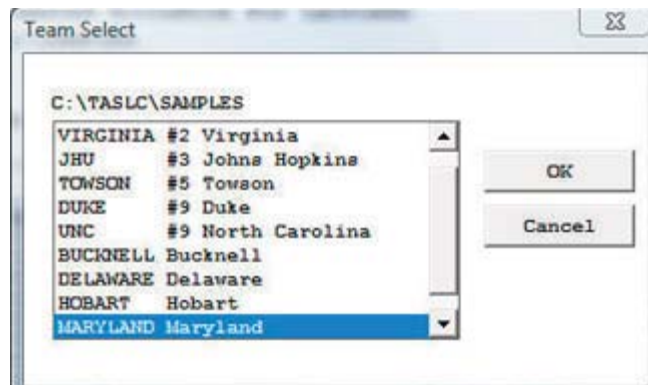 Team Select
C:\TASLC\SAMPLES
VIRGINIA #2 Virginia
JHU #3 Johns Hopkins
TOWSON #5 Towson
DUKE #9 Duke
UNC #9 North Carolina
BUCKNELL Bucknell
DELAWARE Delaware
HOBART Hobart
MARYLAND Maryland
OK
Cancel